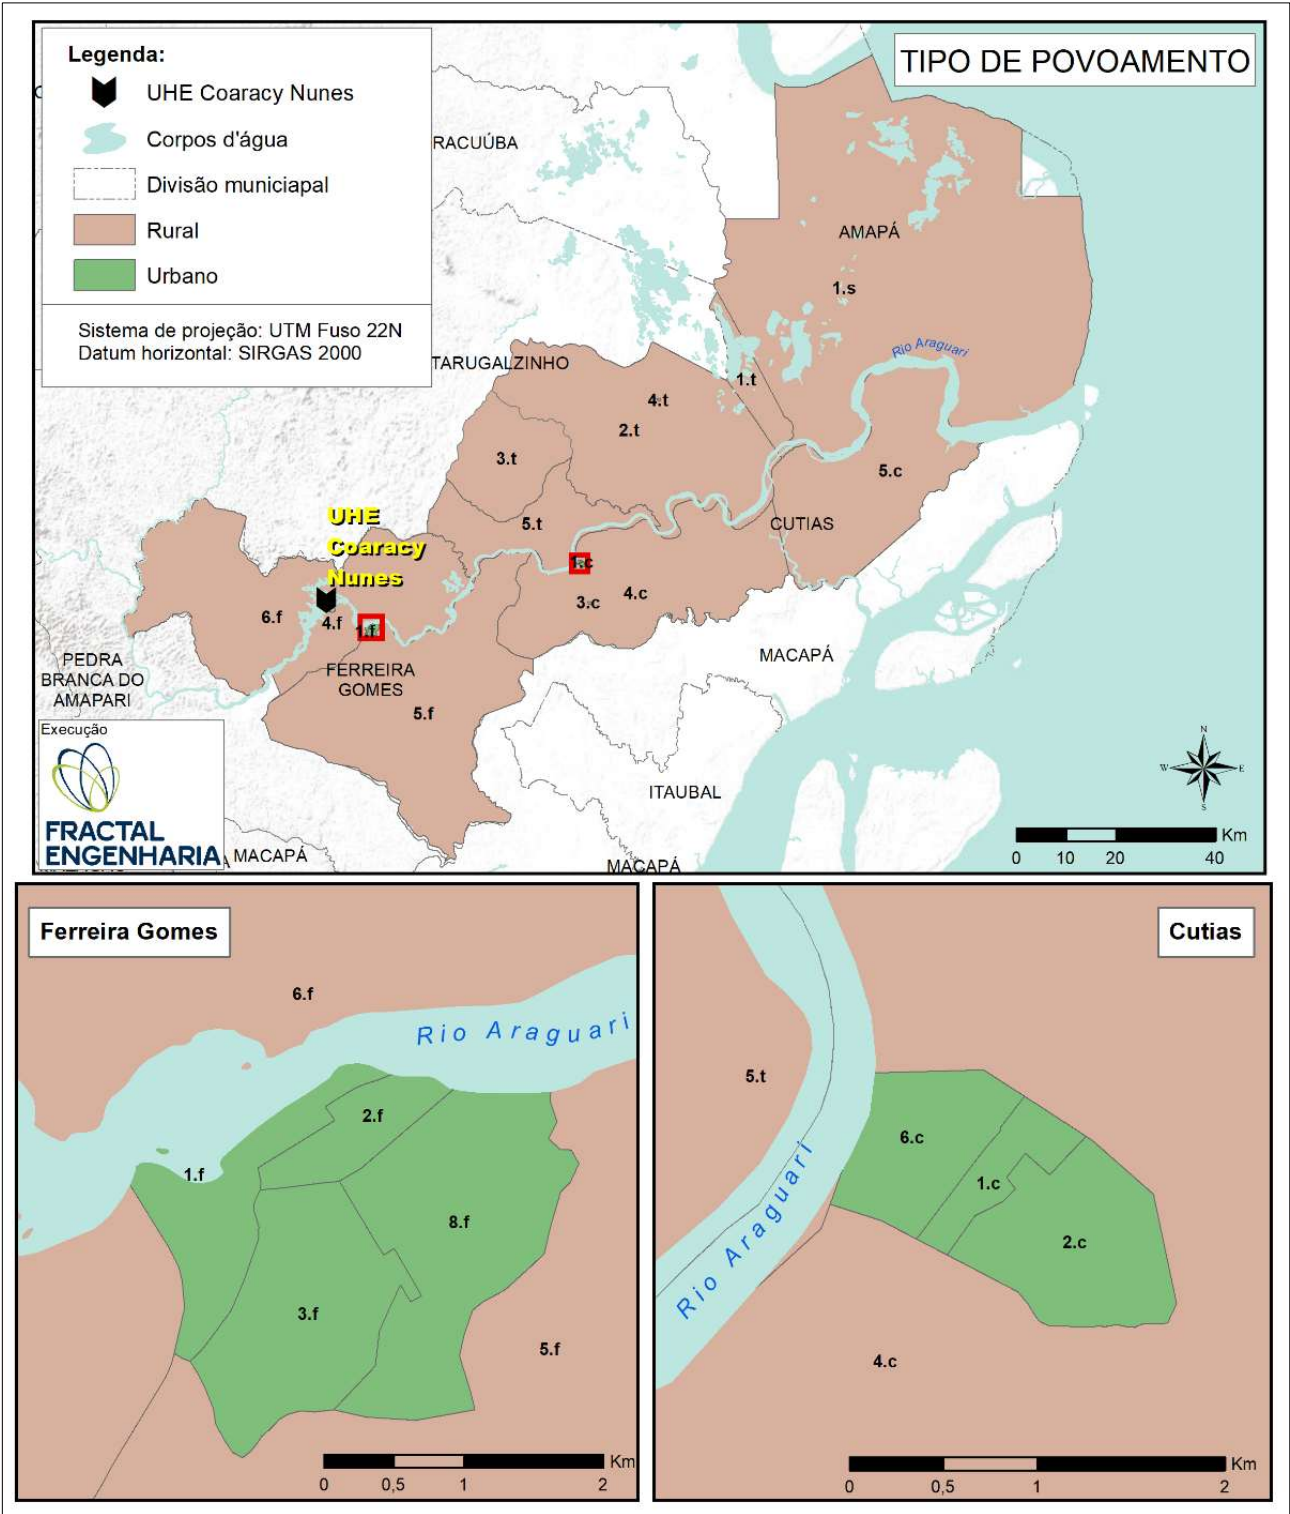 Legenda:
UHE Coaracy Nunes
Corpos d'água
Divisão municiapal
Rural
Urbano
Sistema de projeção: UTM Fuso 22N
Datum horizontal: SIRGAS 2000
TIPO DE POVOAMENTO
RACUÚBA
AMAPÁ
1.s
Rio Araguari
TARUGALZINHO
1.t
4.t
2.t
3.t
5.c
5.t
CUTIAS
UHE
Coaracy
Nunes
1.c
4.c
3.c
6.f
4.f
1.f
MACAPÁ
PEDRA
BRANCA DO
AMAPARI
FERREIRA
GOMES
5.f
Execução
FRACTAL
ENGENHARIA
ITAUBAL
MACAPÁ
MACAPÁ
N
W
E
S
Km
0 10 20 40
Ferreira Gomes
6.f
Rio Araguari
2.f
1.f
8.f
3.f
5.f
Km
0 0,5 1 2
Cutias
5.t
6.c
1.c
2.c
Rio Araguari
4.c
Km
0 0,5 1 2